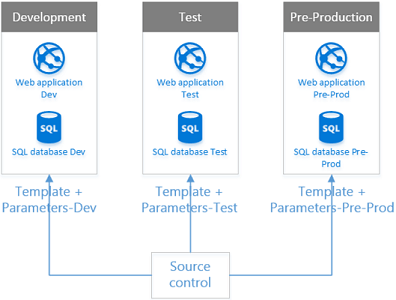 Development
Web application
Dev
SQL
SQL database Dev
Template +
Parameters-Dev
Test
Web application
Test
SQL
SQL database Test
Template +
Parameters-Test
Pre-Production
Web application
Pre-Prod
SQL
SQL database Pre-
Prod
Template +
Parameters-Pre-Prod
Source
control